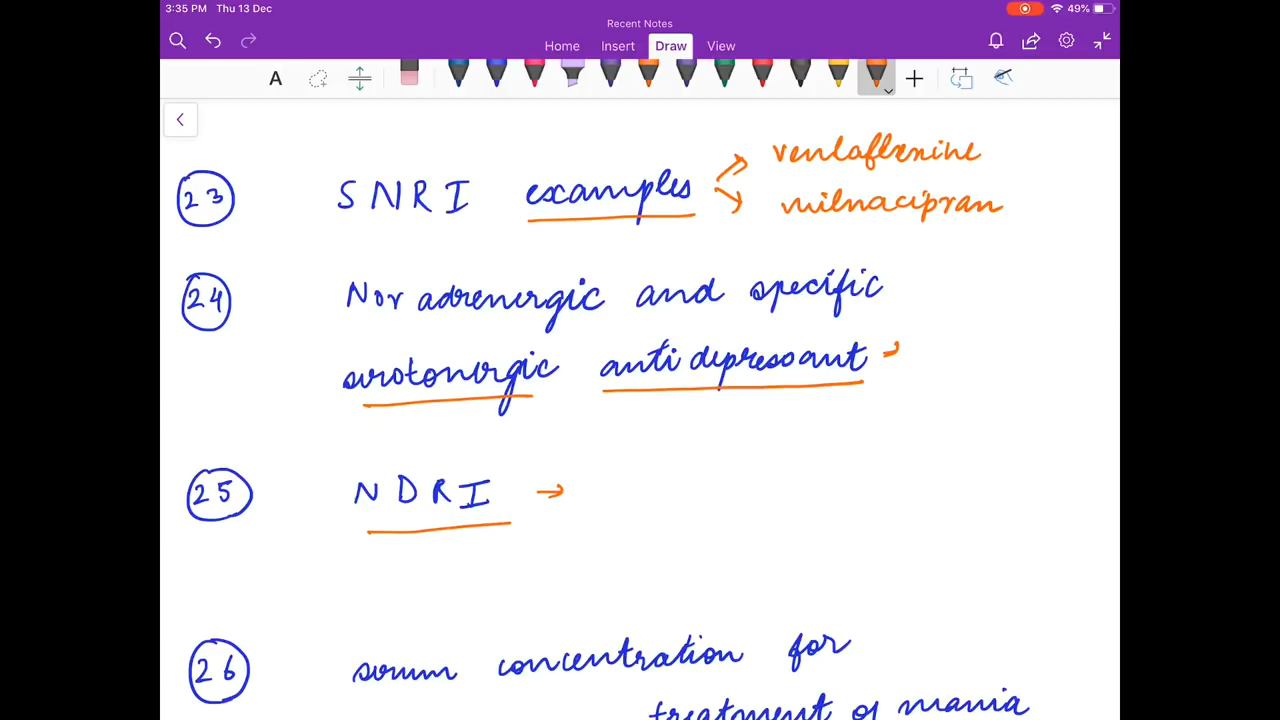 3:35 PM Thu 13 Dec
49%
Recent Notes
Home Insert Draw View
A
23 SNRI examples → venlaflexine
→ milnacipran
24 Noradrenergic and specific
serotonergic antidepressant →
25 NDRI →
26 serum concentration for
treatment of mania